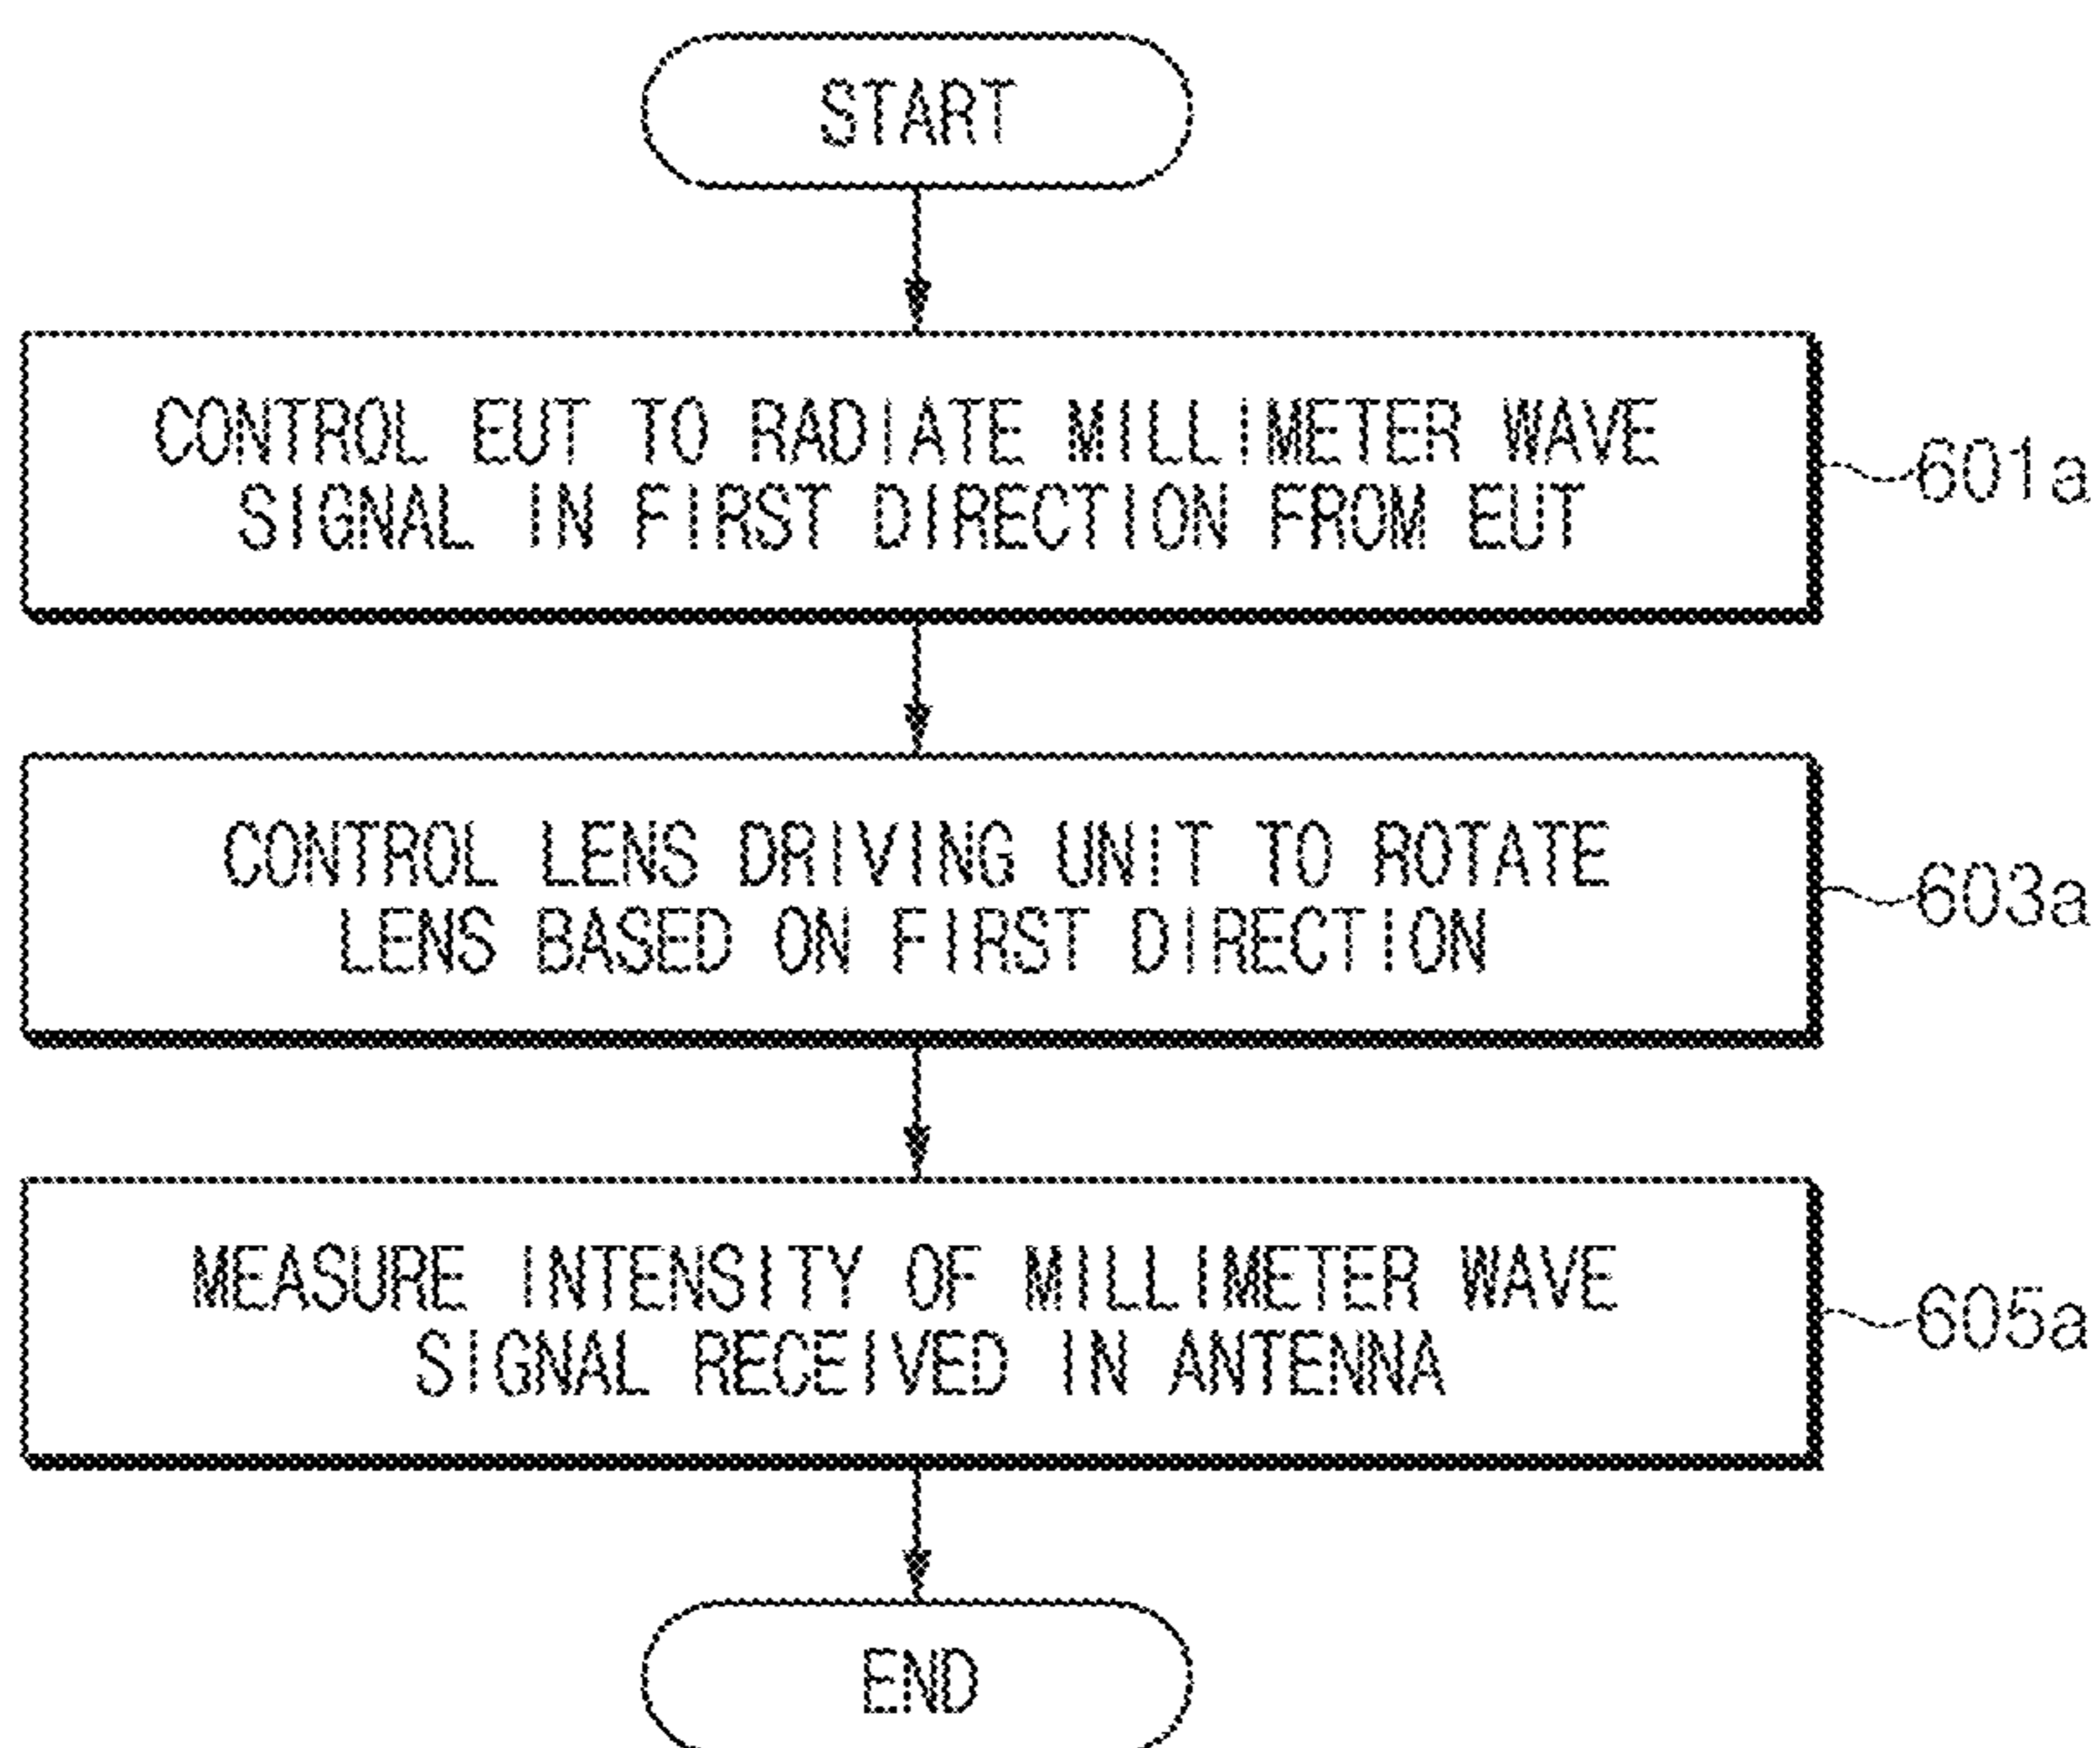 START
CONTROL EUT TO RADIATE MILLIMETER WAVE
SIGNAL IN FIRST DIRECTION FROM EUT
601a
CONTROL LENS DRIVING UNIT TO ROTATE
LENS BASED ON FIRST DIRECTION
603a
MEASURE INTENSITY OF MILLIMETER WAVE
SIGNAL RECEIVED IN ANTENNA
605a
END